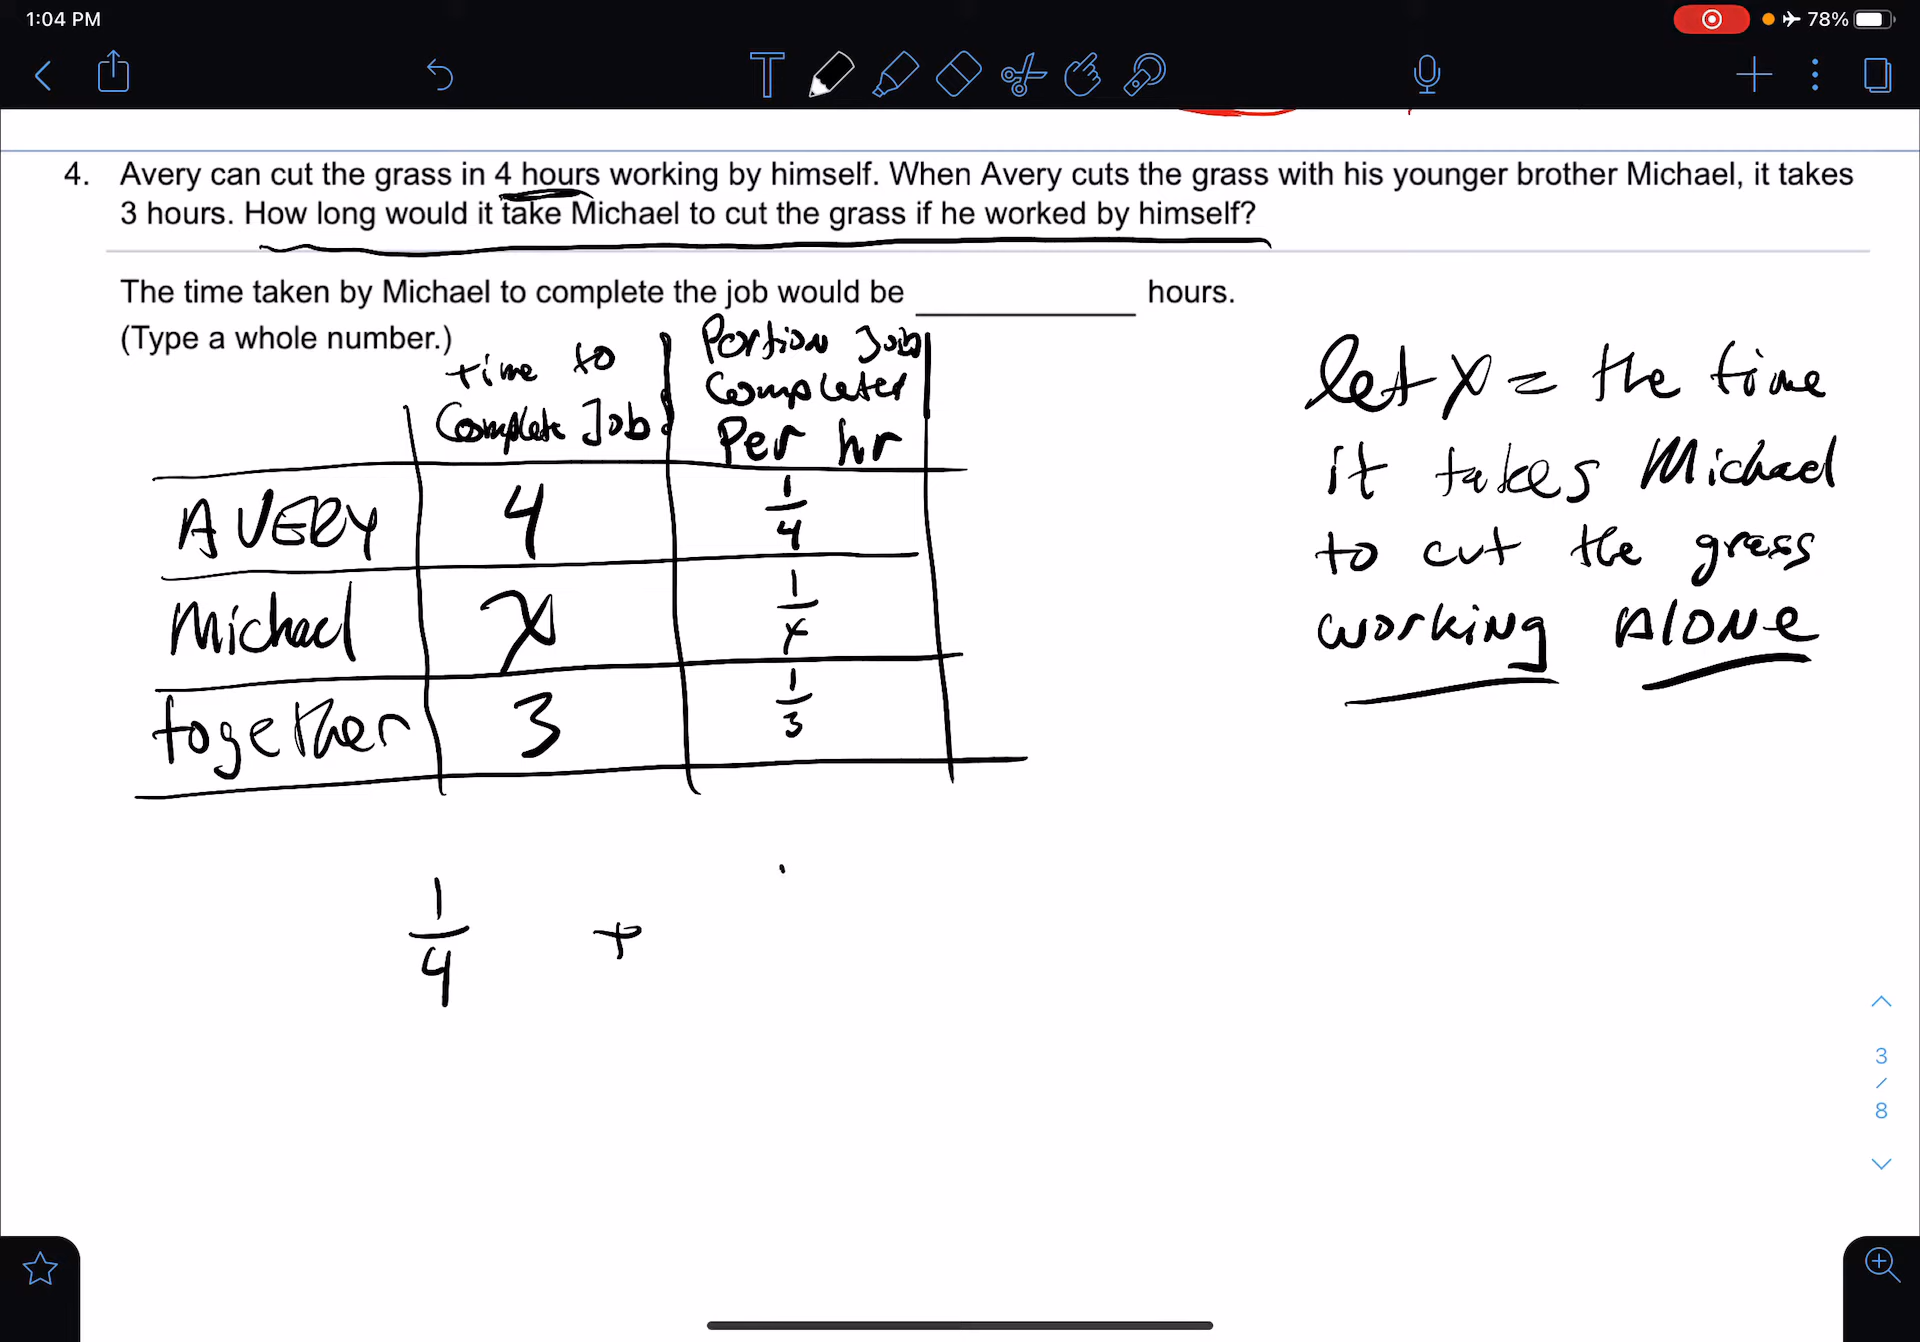 1:04 PM
78%
4. Avery can cut the grass in 4 hours working by himself. When Avery cuts the grass with his younger brother Michael, it takes
3 hours. How long would it take Michael to cut the grass if he worked by himself?
The time taken by Michael to complete the job would be ____________ hours.
(Type a whole number.)
time to
Complete Job
Portion Job
Completer
Per hr
AVERY 4 1/4
Michael x 1/x
together 3 1/3
let x = the time
it takes Michael
to cut the grass
working ALONE
1/4 +
3
/
8